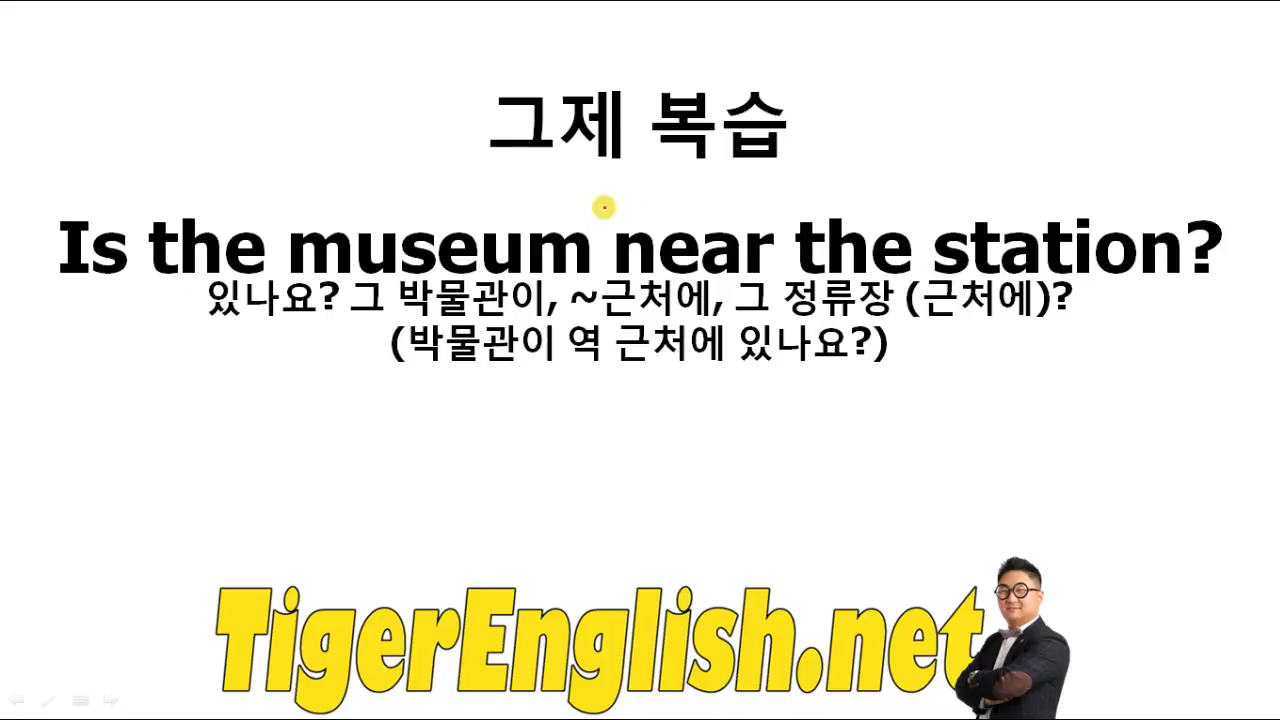 그제 복습
Is the museum near the station?
있나요? 그 박물관이, ~근처에, 그 정류장 (근처에)?
(박물관이 역 근처에 있나요?)
TigerEnglish.net